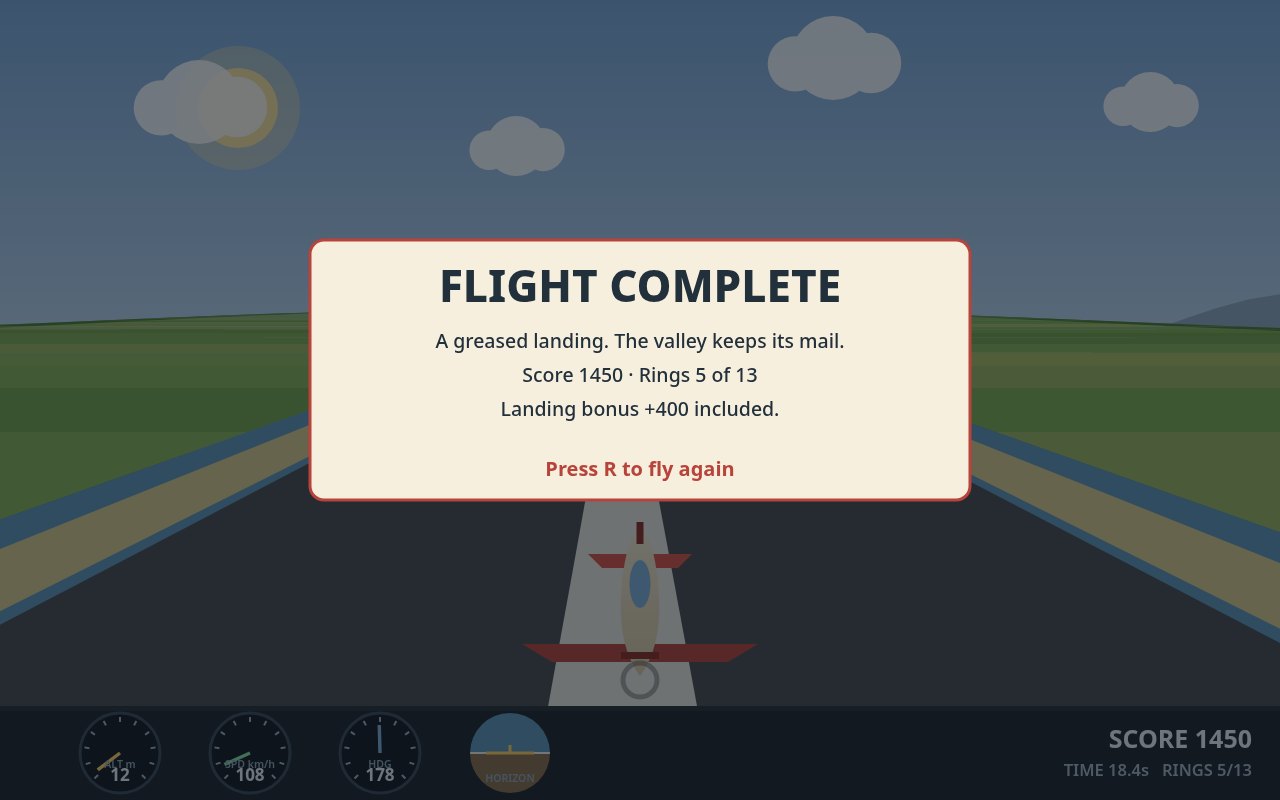 FLIGHT COMPLETE
A greased landing. The valley keeps its mail.
Score 1450 · Rings 5 of 13
Landing bonus +400 included.
Press R to fly again
ALT m
12
SPD km/h
108
HDG
178
HORIZON
SCORE 1450
TIME 18.4s RINGS 5/13